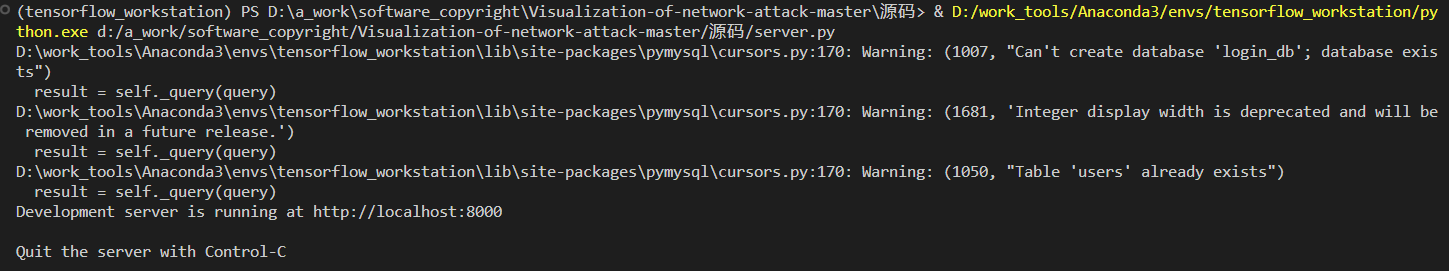 (tensorflow_workstation) PS D:\a_work\software_copyright\Visualization-of-network-attack-master\源码> & D:/work_tools/Anaconda3/envs/tensorflow_workstation/py
thon.exe d:/a_work/software_copyright/Visualization-of-network-attack-master/源码/server.py
D:\work_tools\Anaconda3\envs\tensorflow_workstation\lib\site-packages\pymysql\cursors.py:170: Warning: (1007, "Can't create database 'login_db'; database exis
ts")
  result = self._query(query)
D:\work_tools\Anaconda3\envs\tensorflow_workstation\lib\site-packages\pymysql\cursors.py:170: Warning: (1681, 'Integer display width is deprecated and will be
 removed in a future release.')
  result = self._query(query)
D:\work_tools\Anaconda3\envs\tensorflow_workstation\lib\site-packages\pymysql\cursors.py:170: Warning: (1050, "Table 'users' already exists")
  result = self._query(query)
Development server is running at http://localhost:8000

Quit the server with Control-C